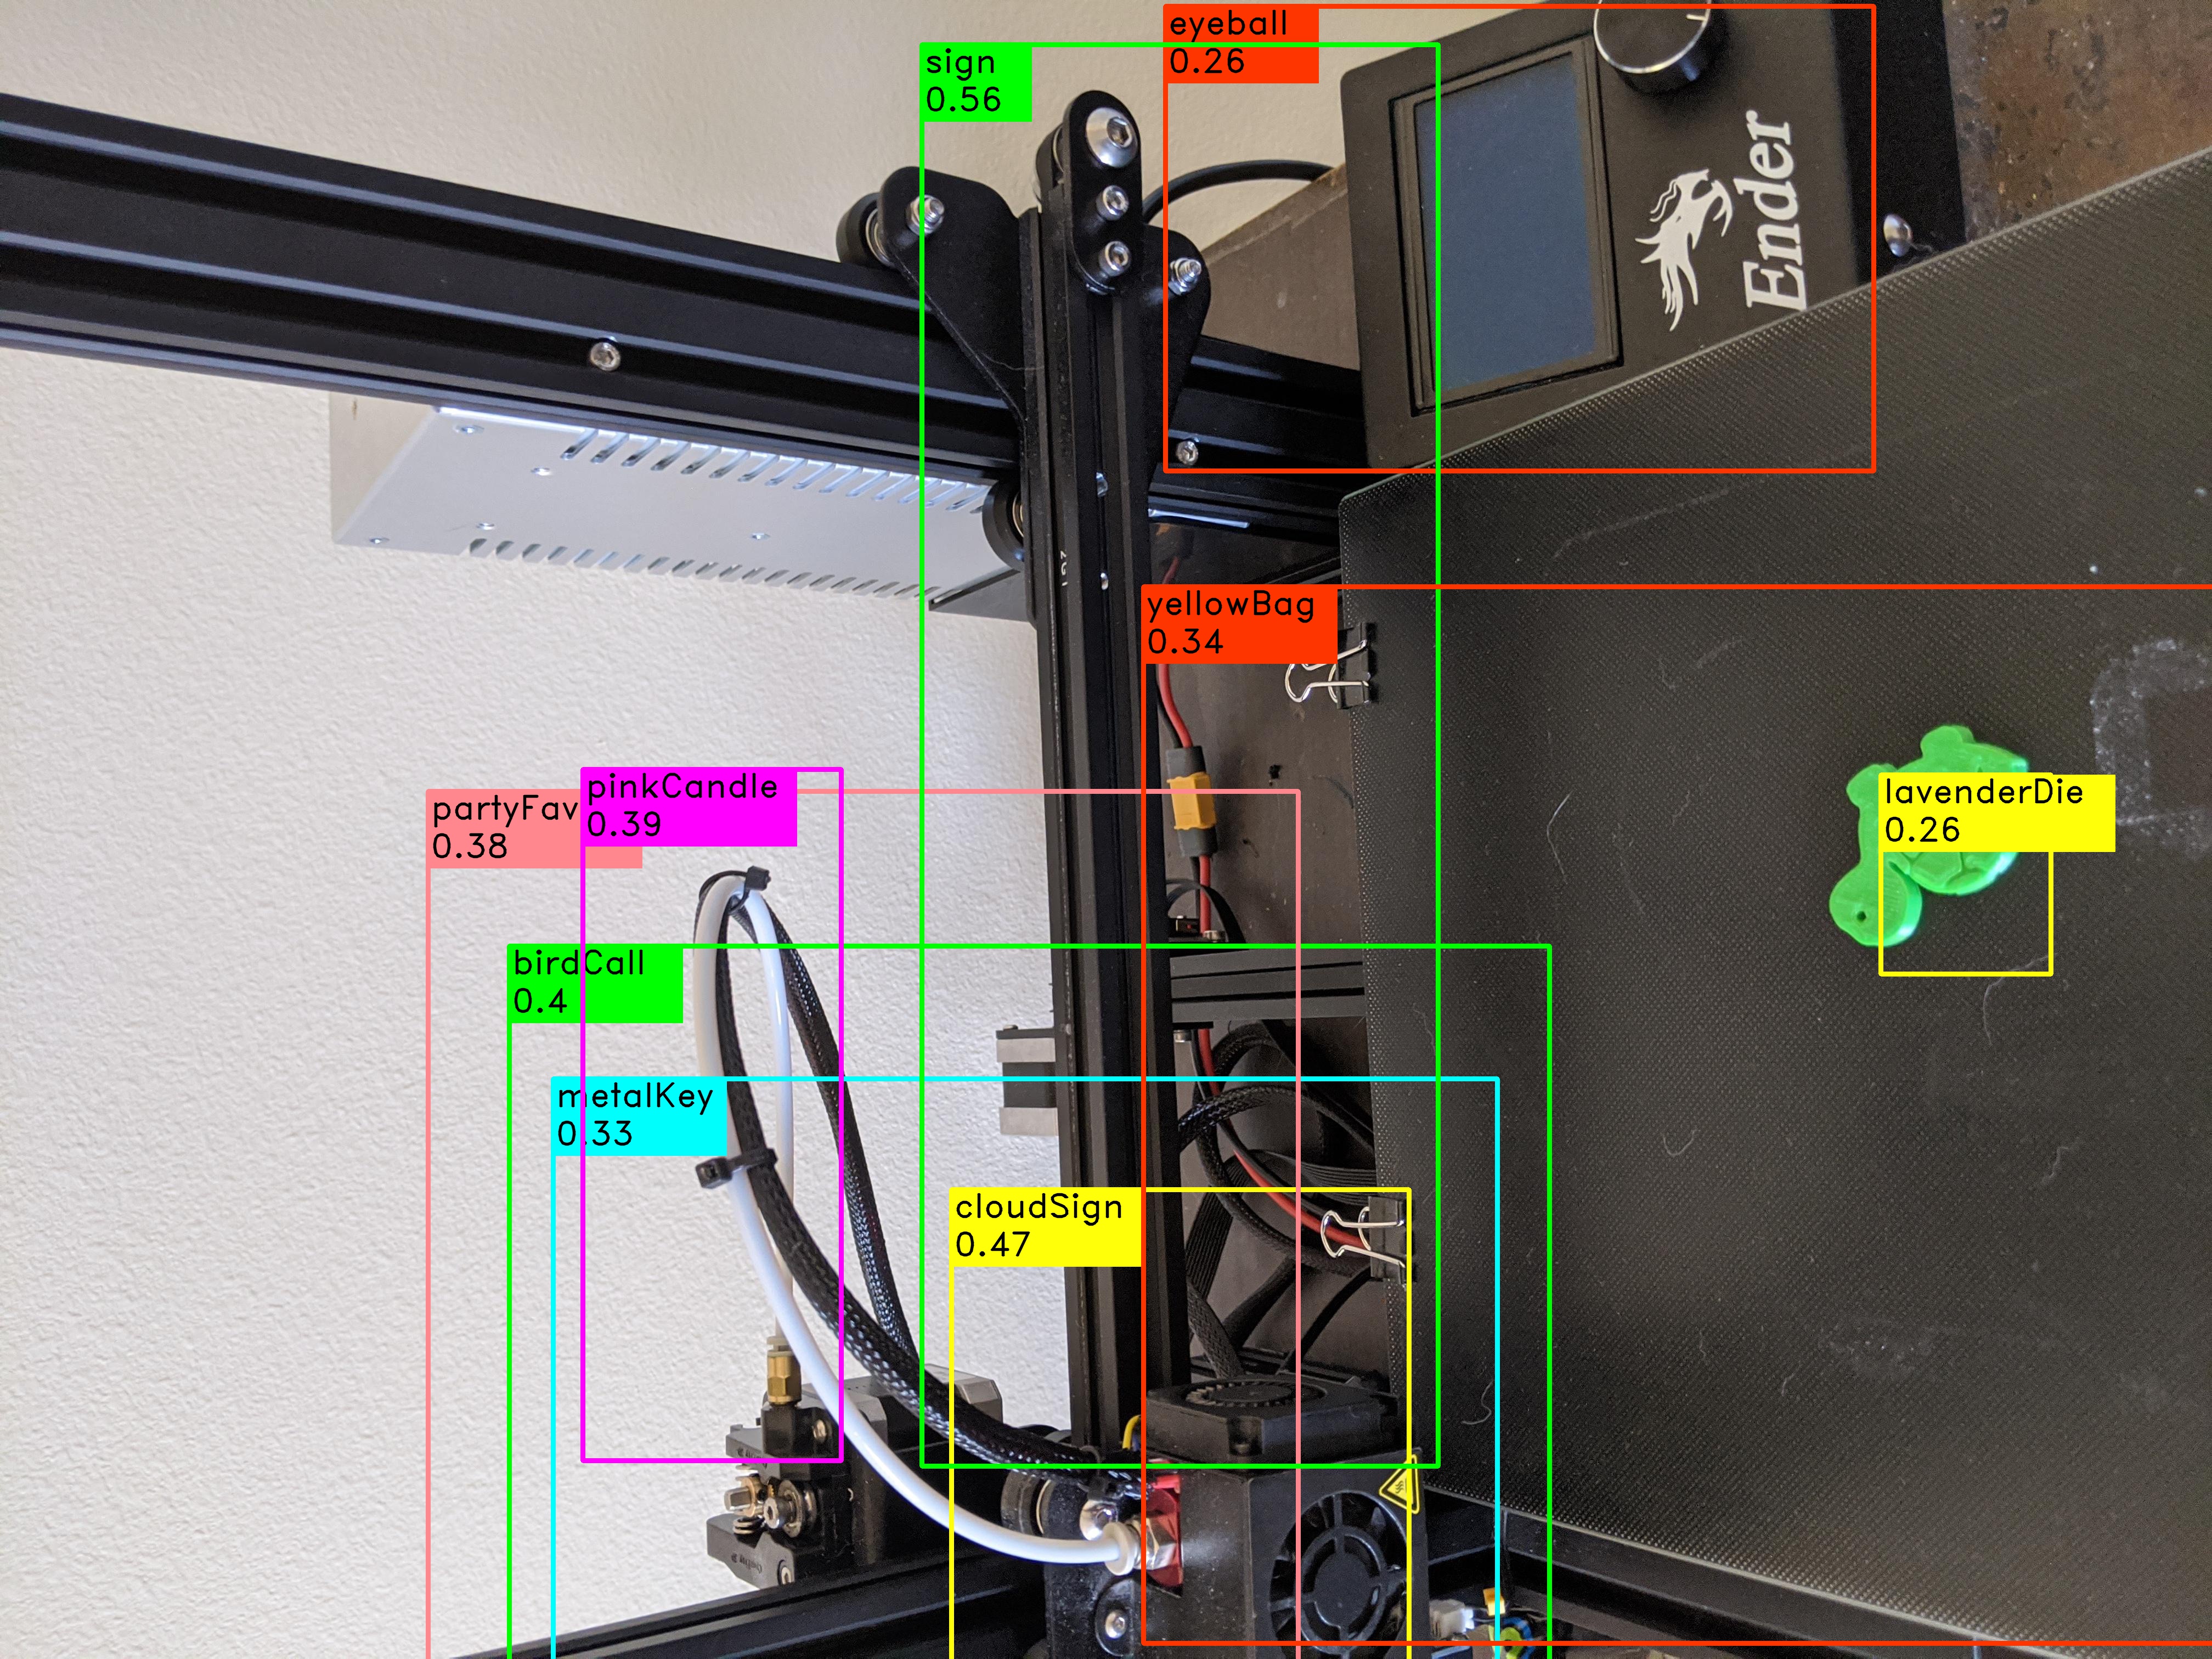 eyeball
0.26
sign
0.56
Ender
yellowBag
0.34
pinkCandle
0.39
partyFav
0.38
lavenderDie
0.26
birdCall
0.4
metalKey
0.33
cloudSign
0.47